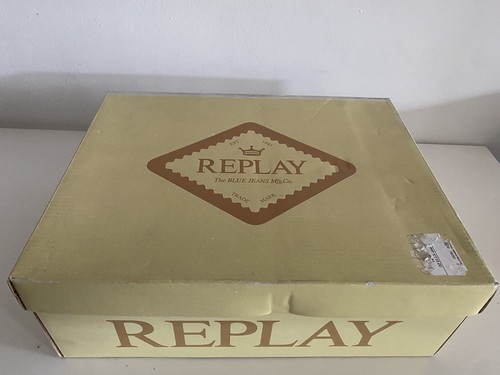 REPLAY
The BLUE JEANS Mfg.Co.
TRADE MARK
REPLAY